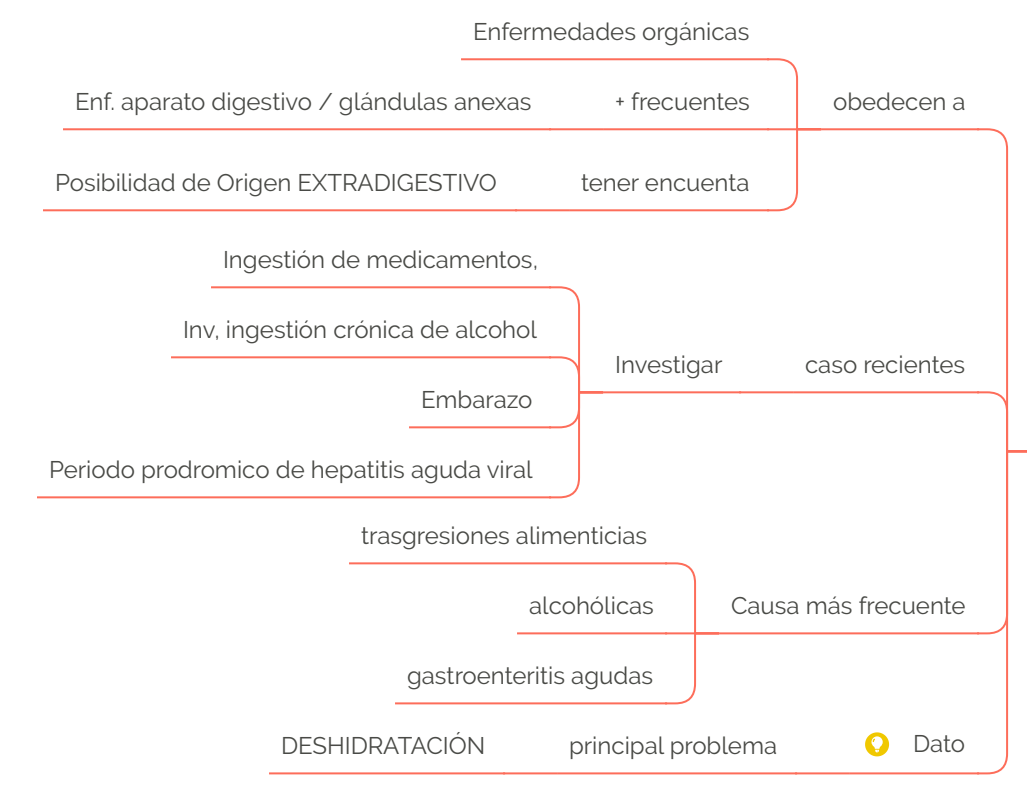 Enfermedades orgánicas
Enf. aparato digestivo / glándulas anexas + frecuentes obedecen a
Posibilidad de Origen EXTRADIGESTIVO tener encuenta
Ingestión de medicamentos,
Inv, ingestión crónica de alcohol
Investigar caso recientes
Embarazo
Periodo prodromico de hepatitis aguda viral
trasgresiones alimenticias
alcohólicas Causa más frecuente
gastroenteritis agudas
DESHIDRATACIÓN principal problema Dato